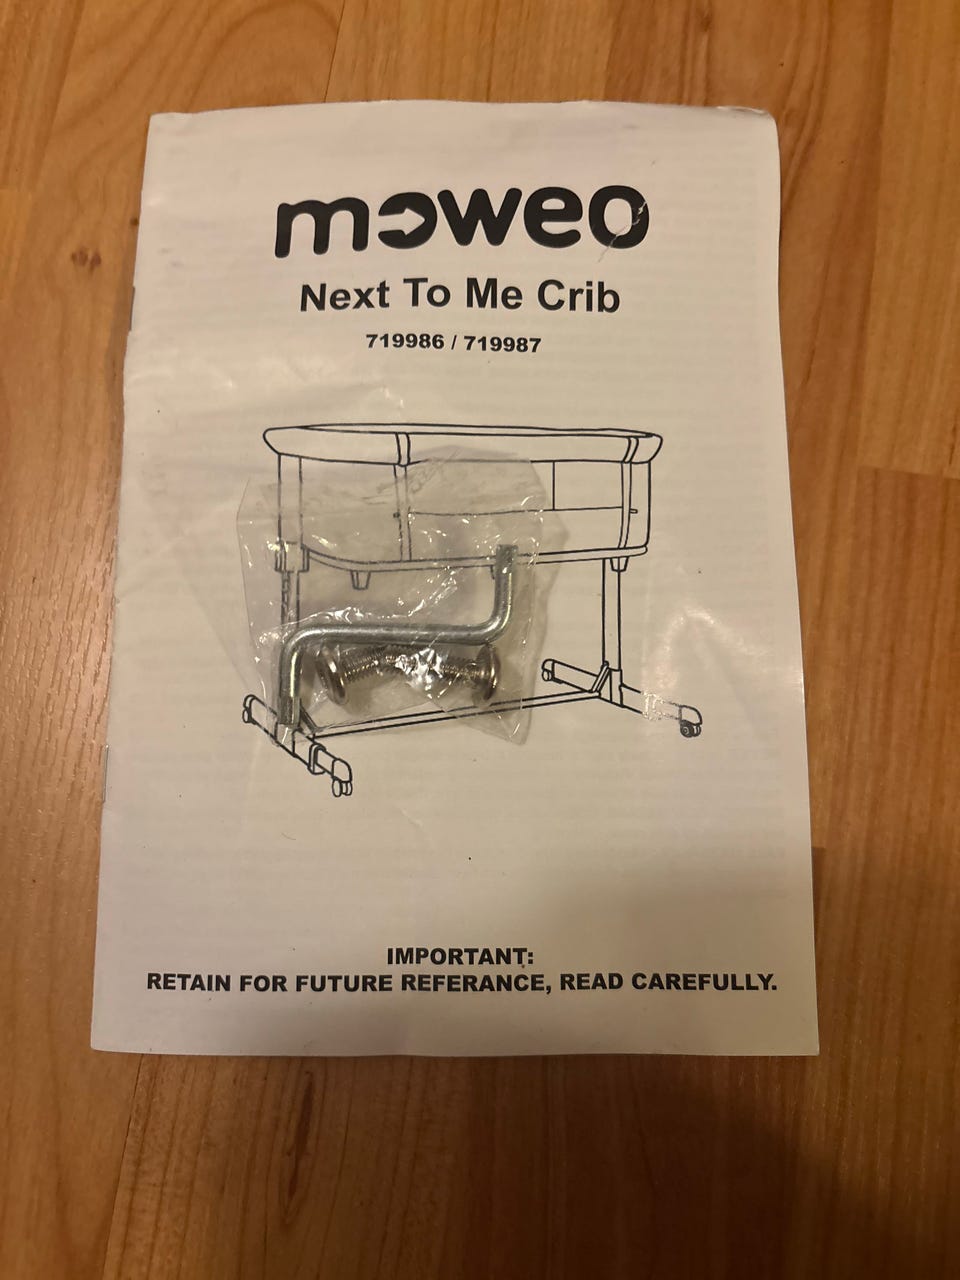 moweo
Next To Me Crib
719986 / 719987
IMPORTANT:
RETAIN FOR FUTURE REFERANCE, READ CAREFULLY.